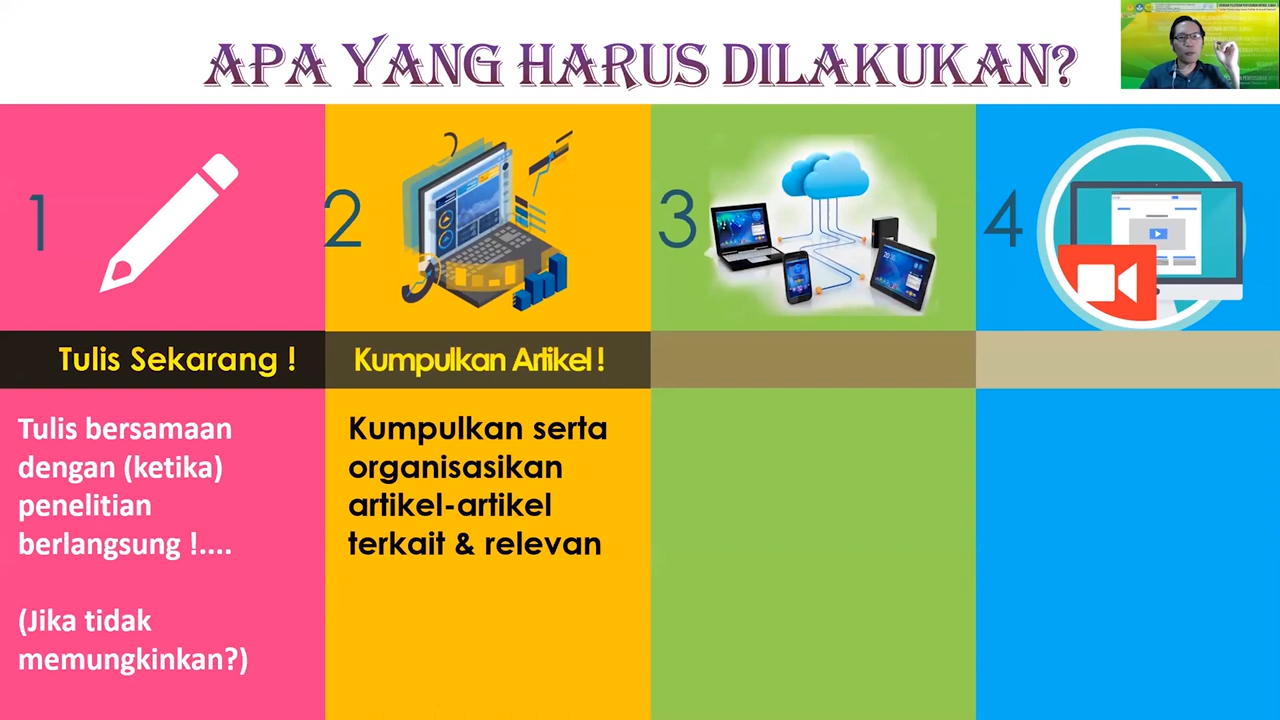 APA YANG HARUS DILAKUKAN?
1
2
3
4
Tulis Sekarang !
Kumpulkan Artikel !
Tulis bersamaan
dengan (ketika)
penelitian
berlangsung !....
(Jika tidak
memungkinkan?)
Kumpulkan serta
organisasikan
artikel-artikel
terkait & relevan